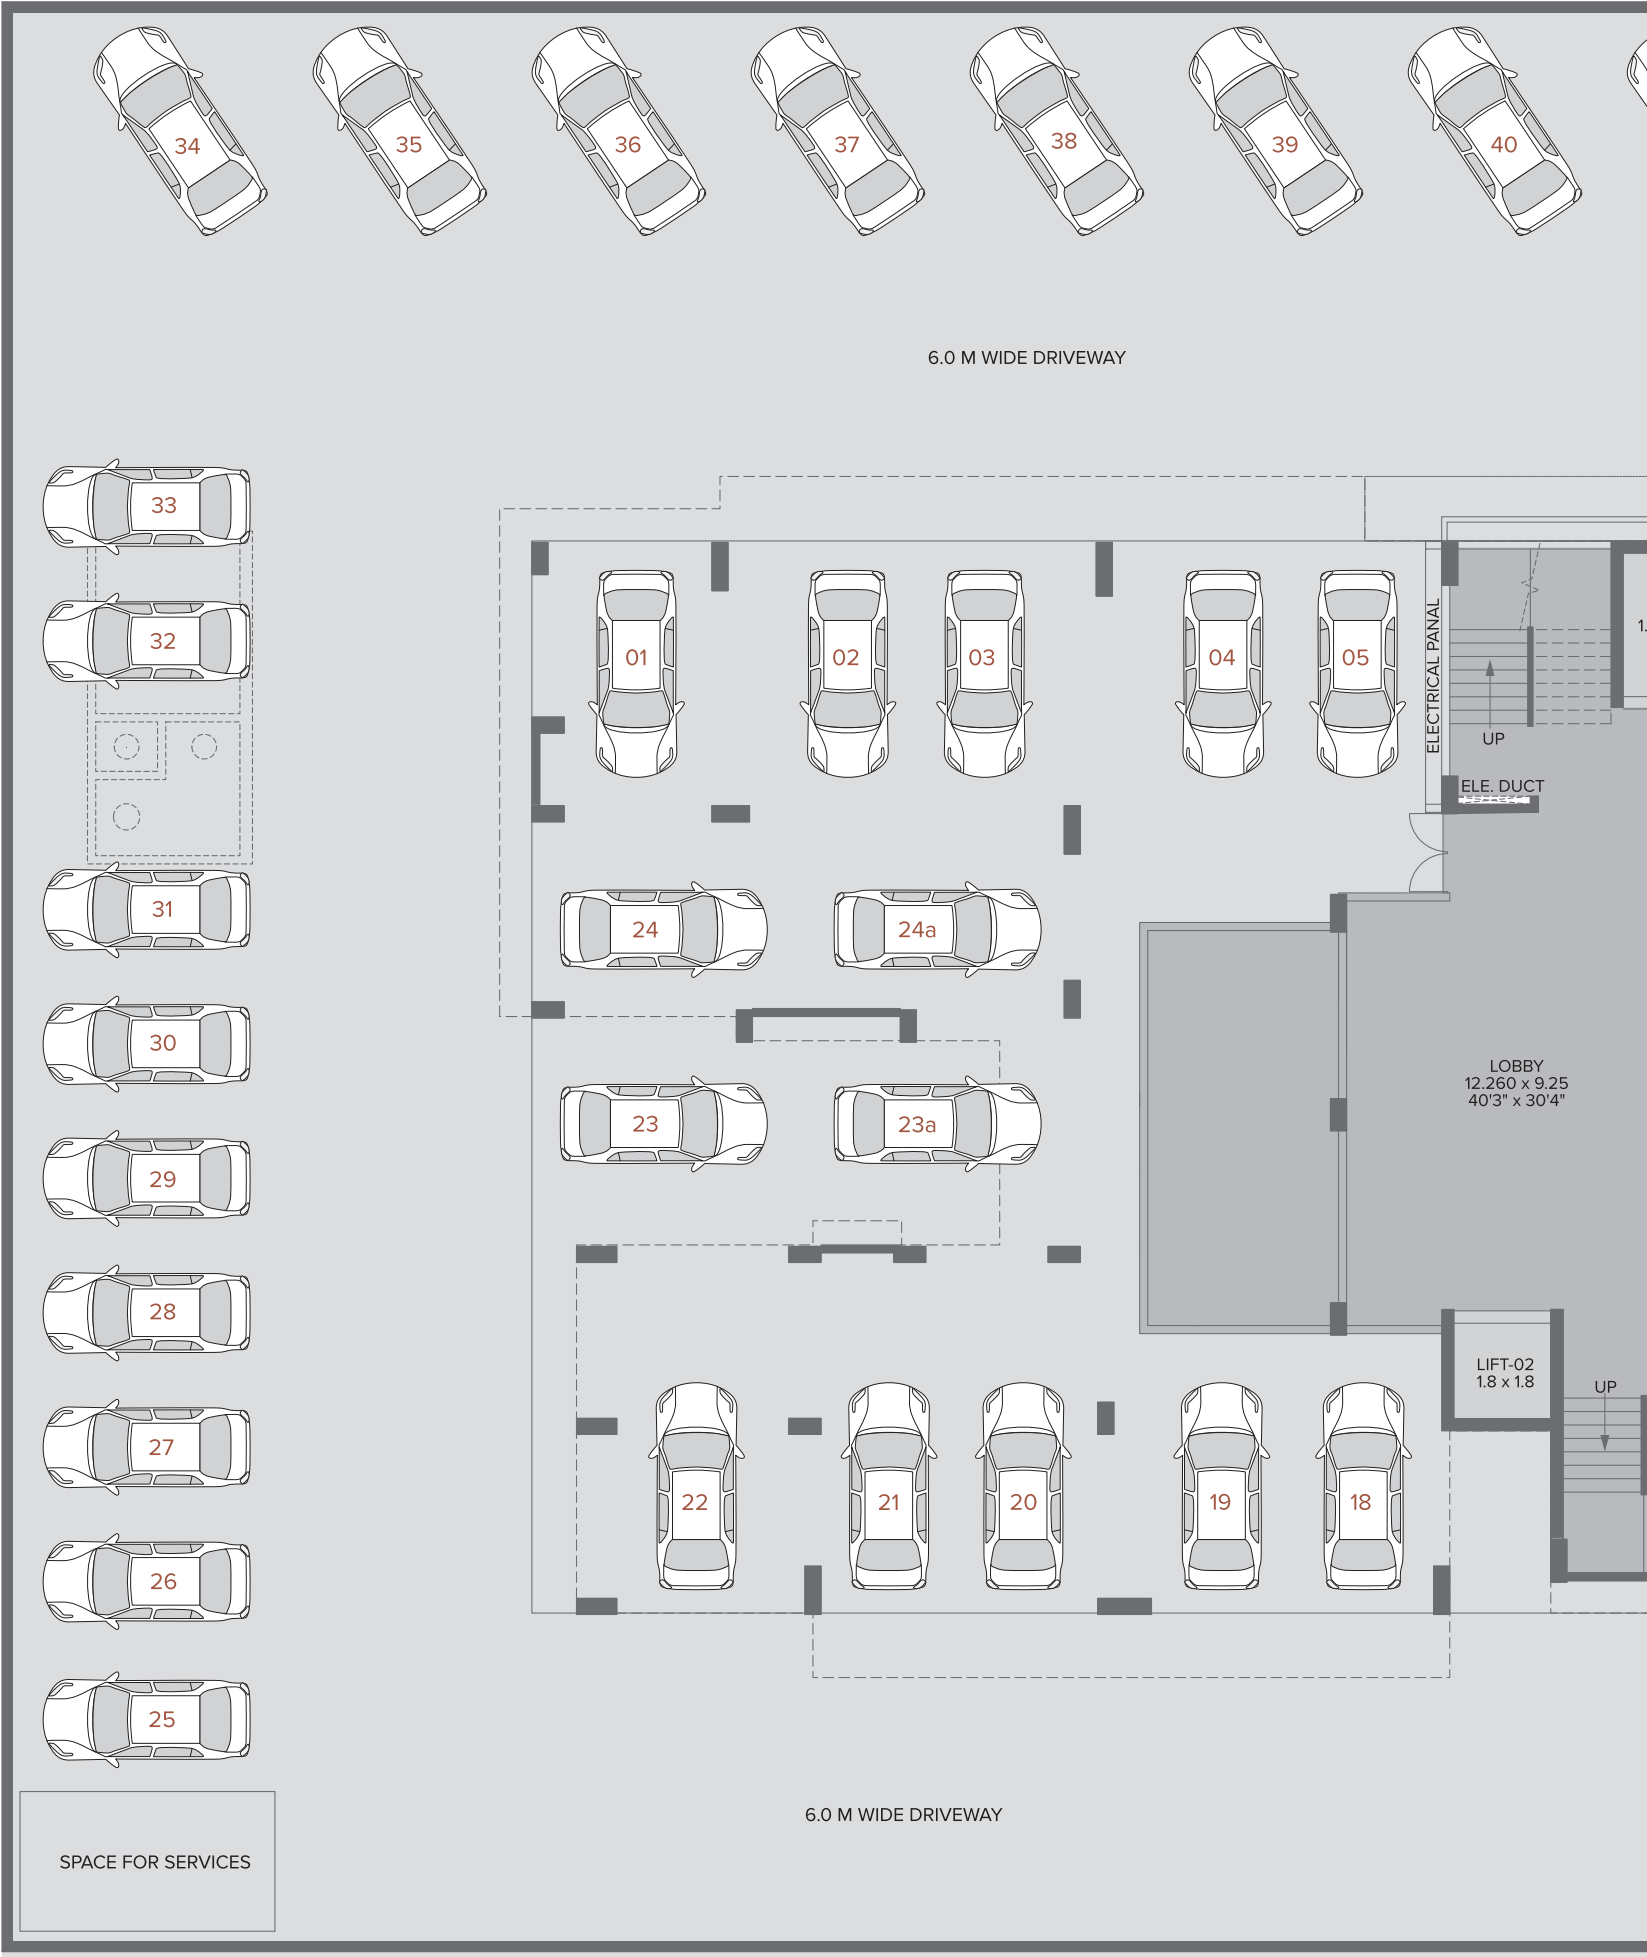 34 35 36 37 38 39 40
6.0 M WIDE DRIVEWAY
33
32
01 02 03 04 05
ELECTRICAL PANAL
1.
UP
ELE. DUCT
31
24 24a
30
LOBBY
12.260 x 9.25
40'3" x 30'4"
23 23a
29
28
LIFT-02
1.8 x 1.8
UP
27
22 21 20 19 18
26
25
6.0 M WIDE DRIVEWAY
SPACE FOR SERVICES